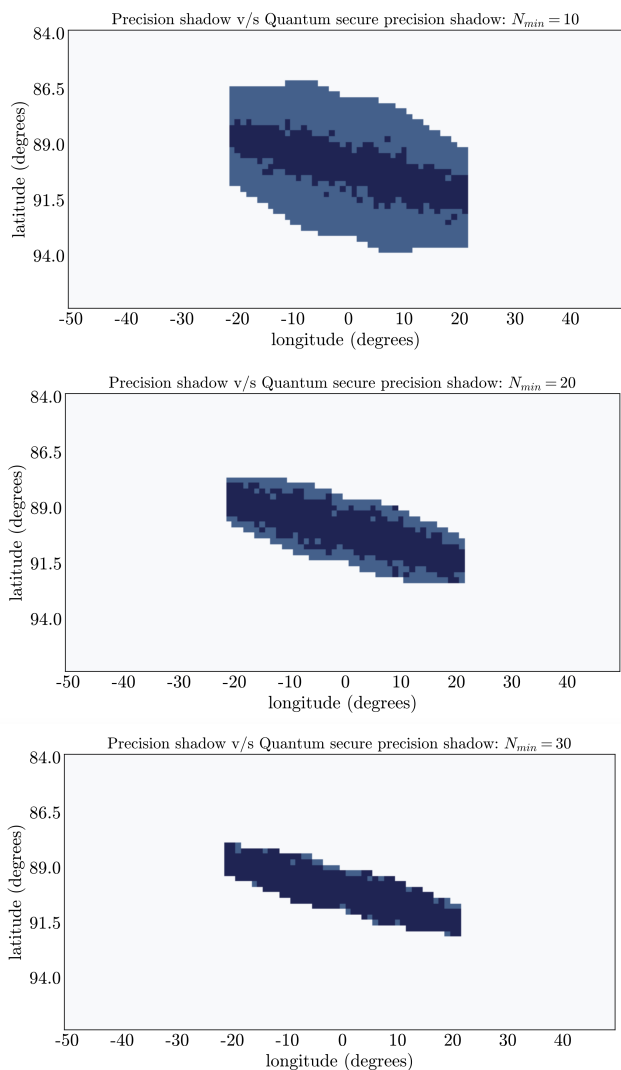 Precision shadow v/s Quantum secure precision shadow: N_min = 10
84.0
86.5
89.0
91.5
94.0
latitude (degrees)
-50 -40 -30 -20 -10 0 10 20 30 40
longitude (degrees)
Precision shadow v/s Quantum secure precision shadow: N_min = 20
84.0
86.5
89.0
91.5
94.0
latitude (degrees)
-50 -40 -30 -20 -10 0 10 20 30 40
longitude (degrees)
Precision shadow v/s Quantum secure precision shadow: N_min = 30
84.0
86.5
89.0
91.5
94.0
latitude (degrees)
-50 -40 -30 -20 -10 0 10 20 30 40
longitude (degrees)